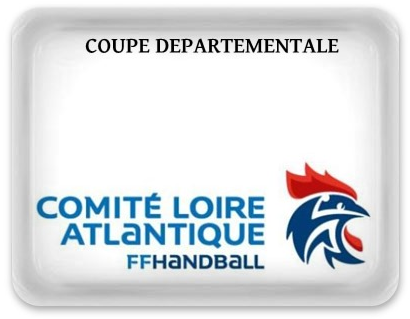 COUPE DEPARTEMENTALE
COMITÉ LOIRE
ATLANTIQUE
FFHANDBALL